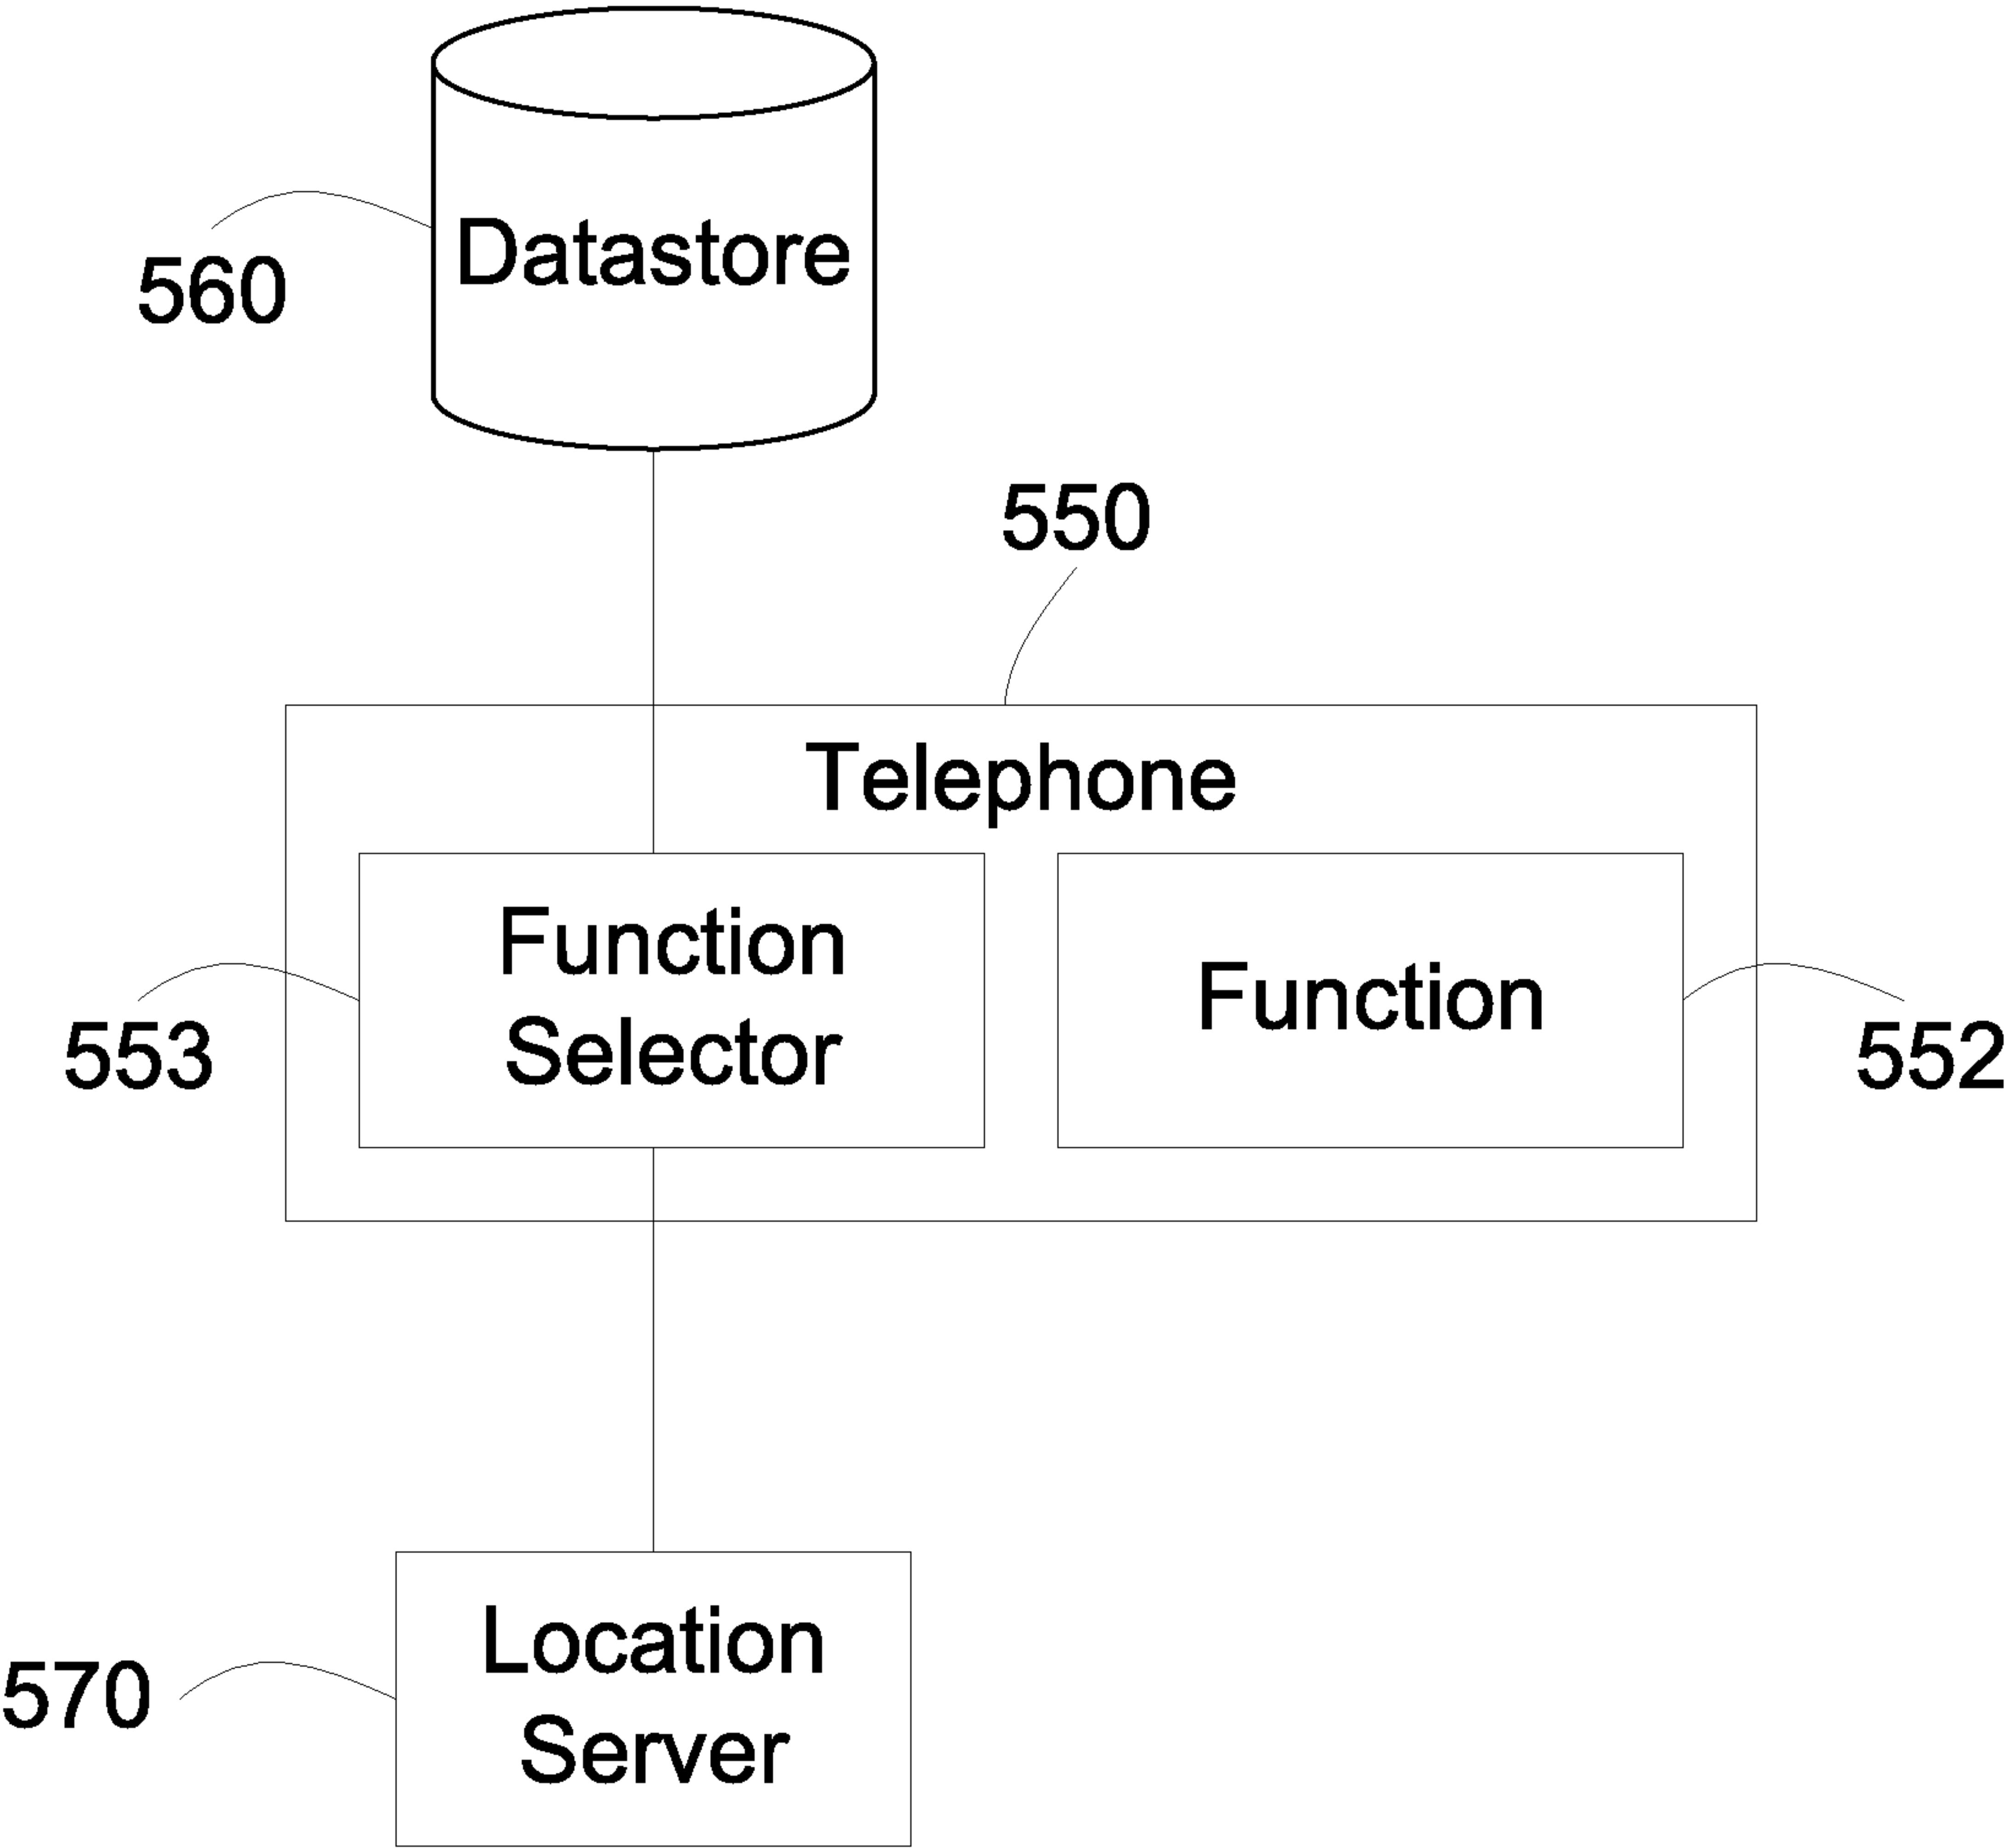 Datastore
560
550
Telephone
Function
Selector
Function
553
552
Location
Server
570